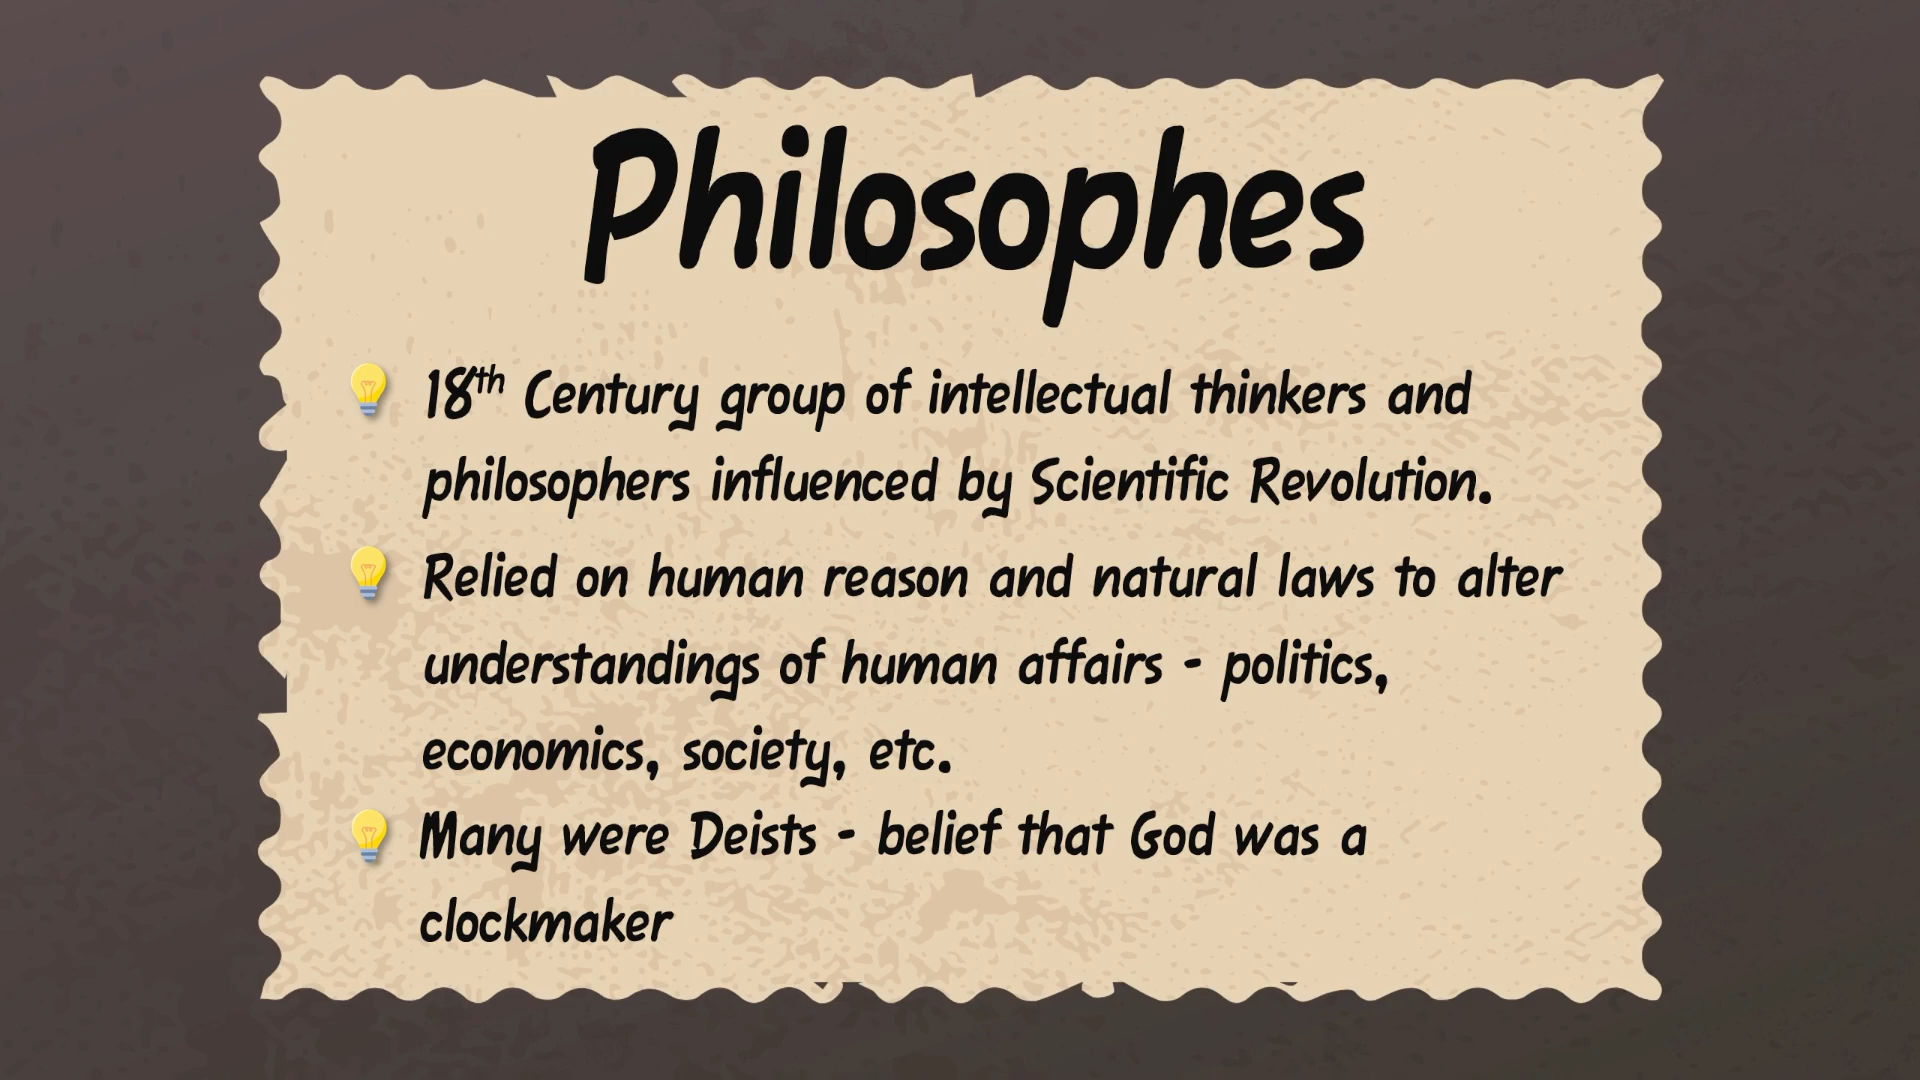 Philosophes
18th Century group of intellectual thinkers and
philosophers influenced by Scientific Revolution.
Relied on human reason and natural laws to alter
understandings of human affairs - politics,
economics, society, etc.
Many were Deists - belief that God was a
clockmaker